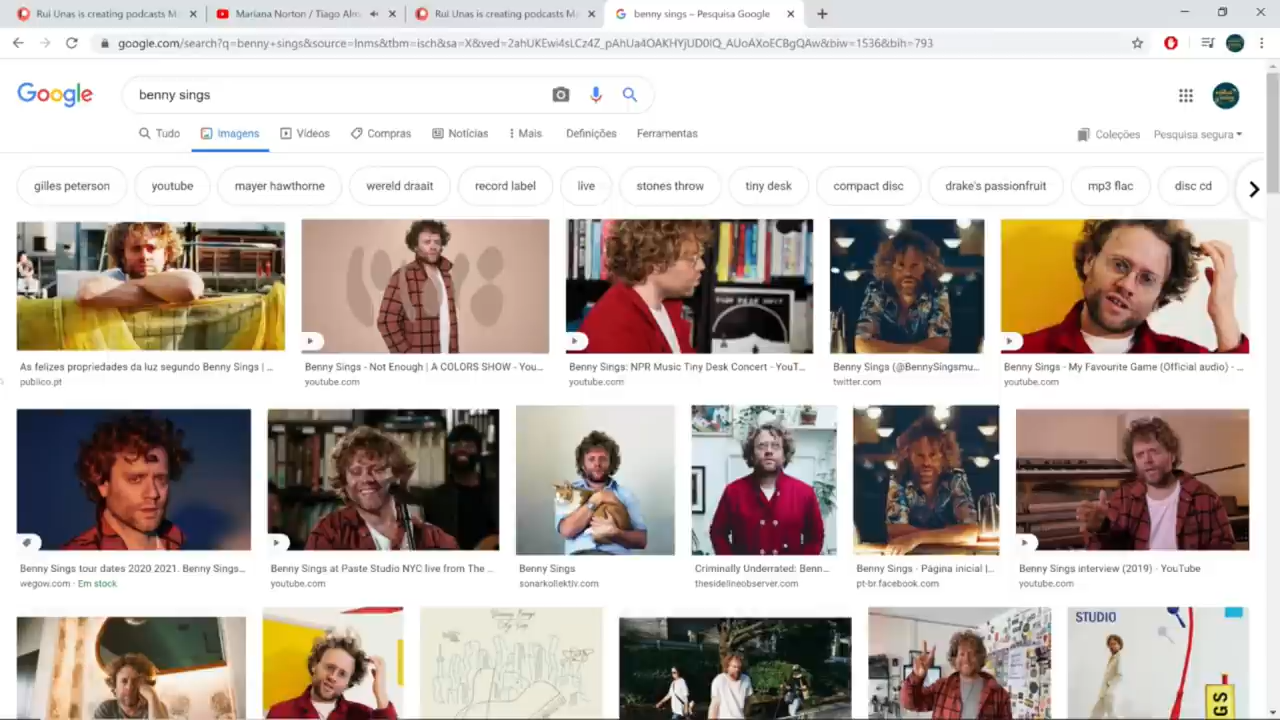 Rui Unas is creating podcasts M
Mariana Norton / Tiago Alm
Rui Unas is creating podcasts M
benny sings – Pesquisa Google
google.com/search?q=benny+sings&source=lnms&tbm=isch&sa=X&ved=2ahUKEwi4sLCz4Z_pAhUa4OAKHYjUD0IQ_AUoAXoECBgQAw&biw=1536&bih=793
Google
benny sings
Tudo
Imagens
Vídeos
Compras
Notícias
Mais
Definições
Ferramentas
Coleções
Pesquisa segura
gilles peterson
youtube
mayer hawthorne
wereld draait
record label
live
stones throw
tiny desk
compact disc
drake's passionfruit
mp3 flac
disc cd
As felizes propriedades da luz segundo Benny Sings | ...
publico.pt
Benny Sings - Not Enough | A COLORS SHOW - You...
youtube.com
Benny Sings: NPR Music Tiny Desk Concert - YouT...
youtube.com
Benny Sings (@BennySingsmu...
twitter.com
Benny Sings - My Favourite Game (Official audio) - ...
youtube.com
Benny Sings tour dates 2020 2021. Benny Sings...
wegow.com · Em stock
Benny Sings at Paste Studio NYC live from The ...
youtube.com
Benny Sings
sonarkollektiv.com
Criminally Underrated: Benn...
thesidelineobserver.com
Benny Sings - Página inicial |...
pt-br.facebook.com
Benny Sings interview (2019) - YouTube
youtube.com
STUDIO
GS